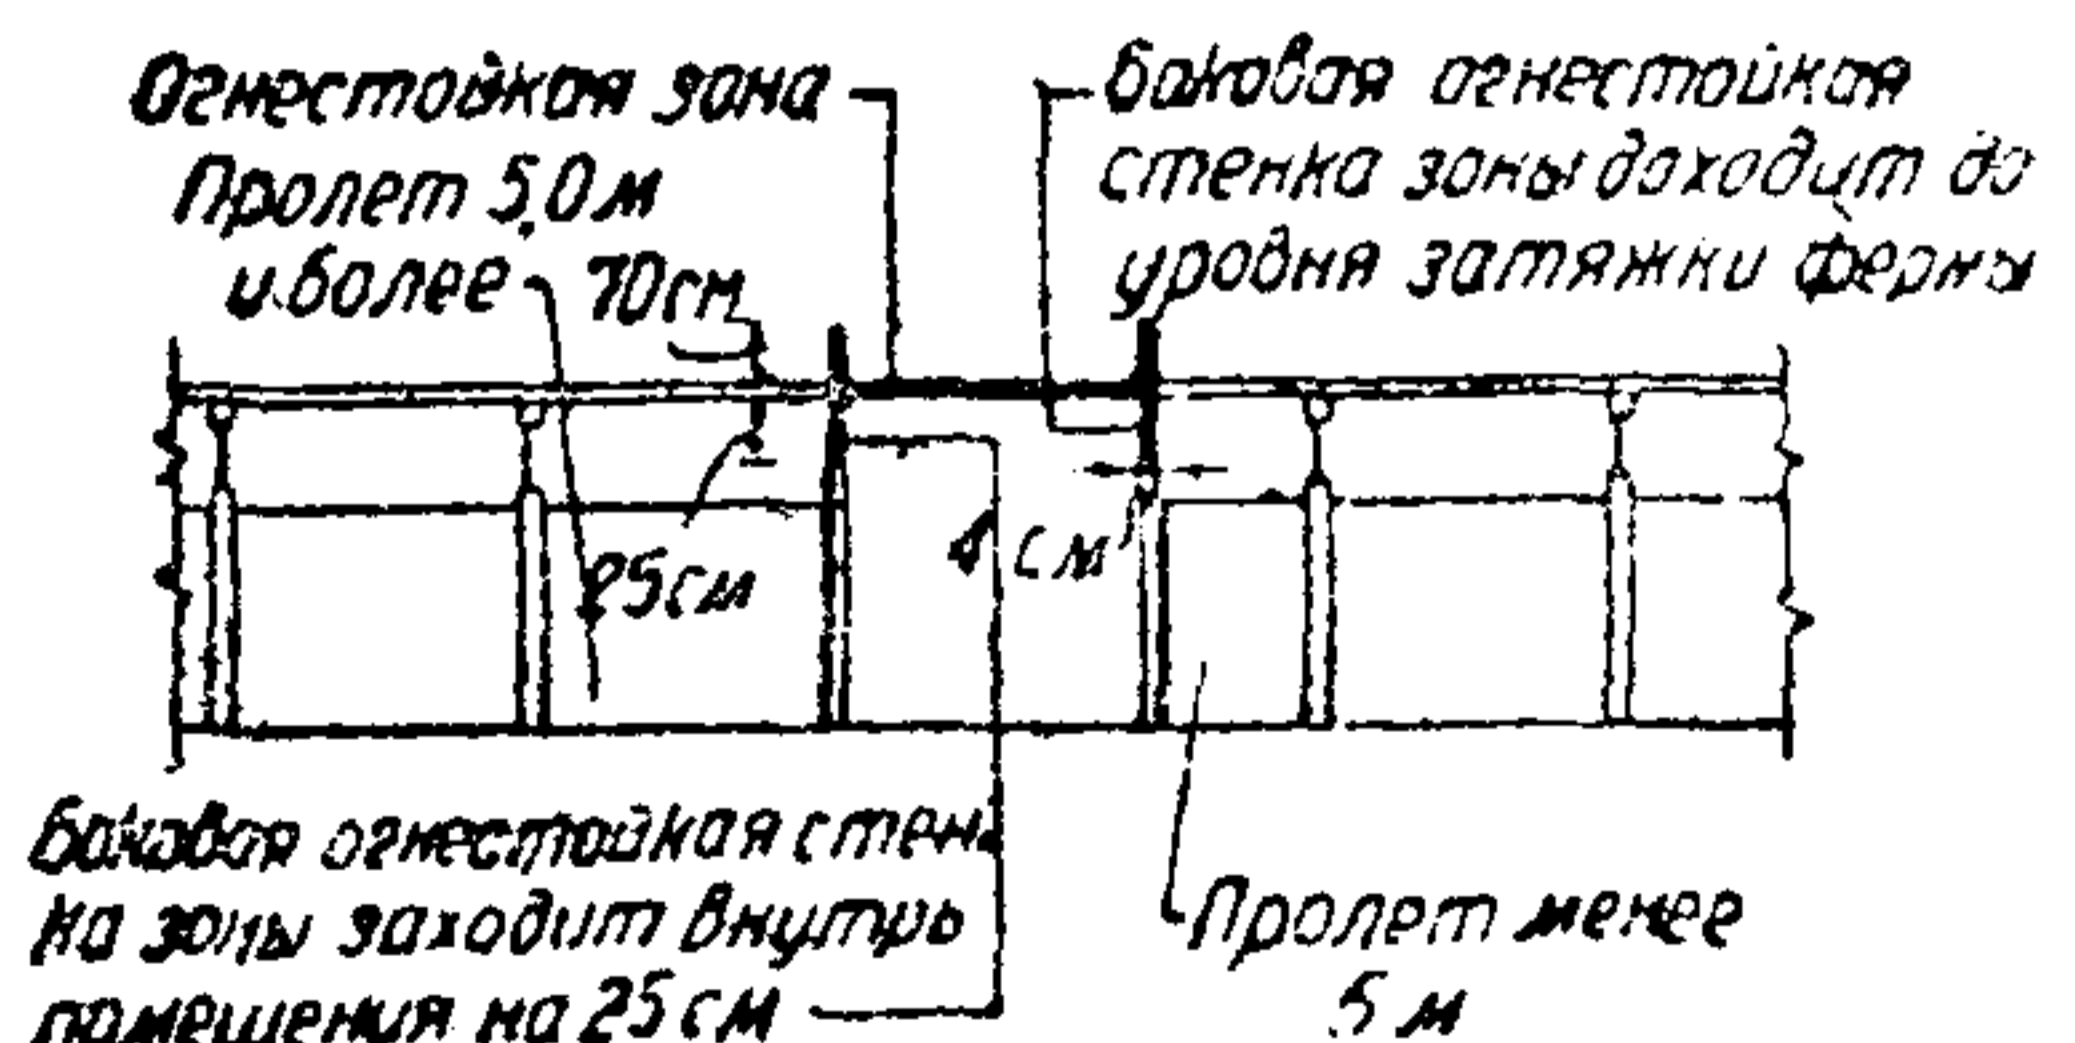 Огнестойкая зона
Пролет 5,0 м
и более
70см
боковая огнестойкая
стенка зоны доходит до
уровня затяжки фермы
25см
см
боковая огнестойкая стен
ка зоны заходит внутрь
помещения на 25 см
Пролет менее
5 м